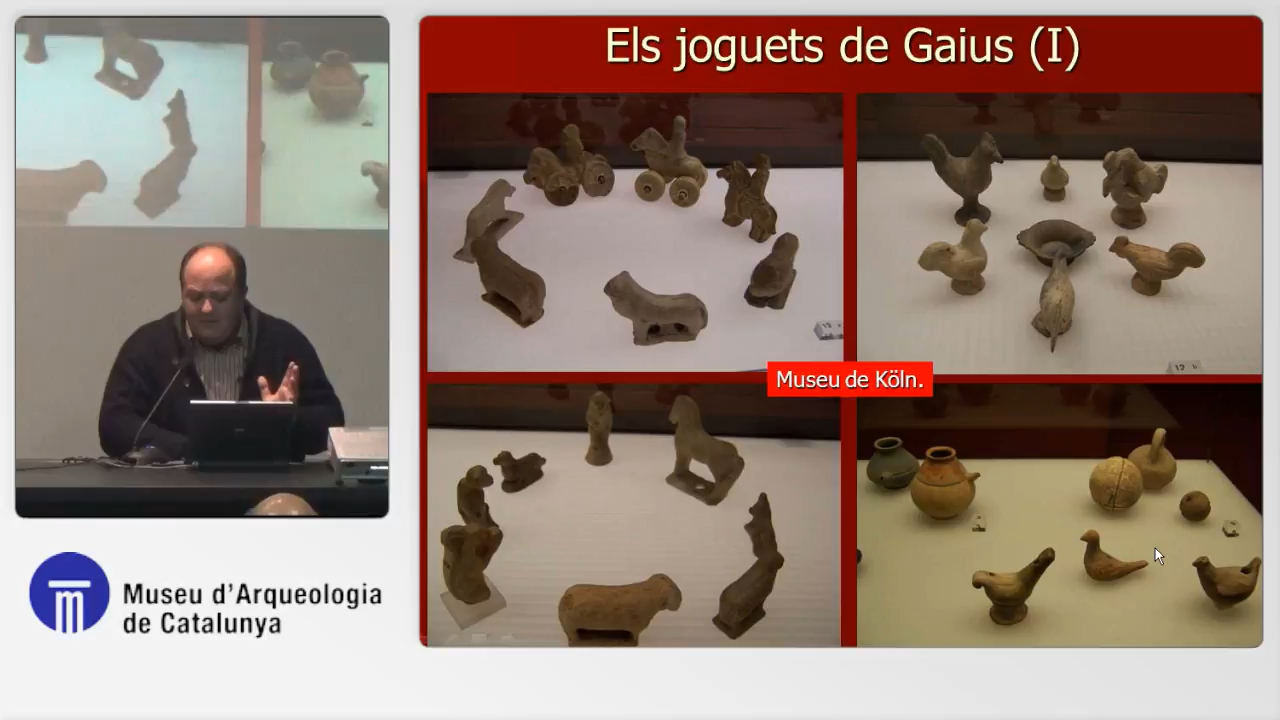 Els joguets de Gaius (I)
Museu de Köln.
Museu d'Arqueologia
de Catalunya